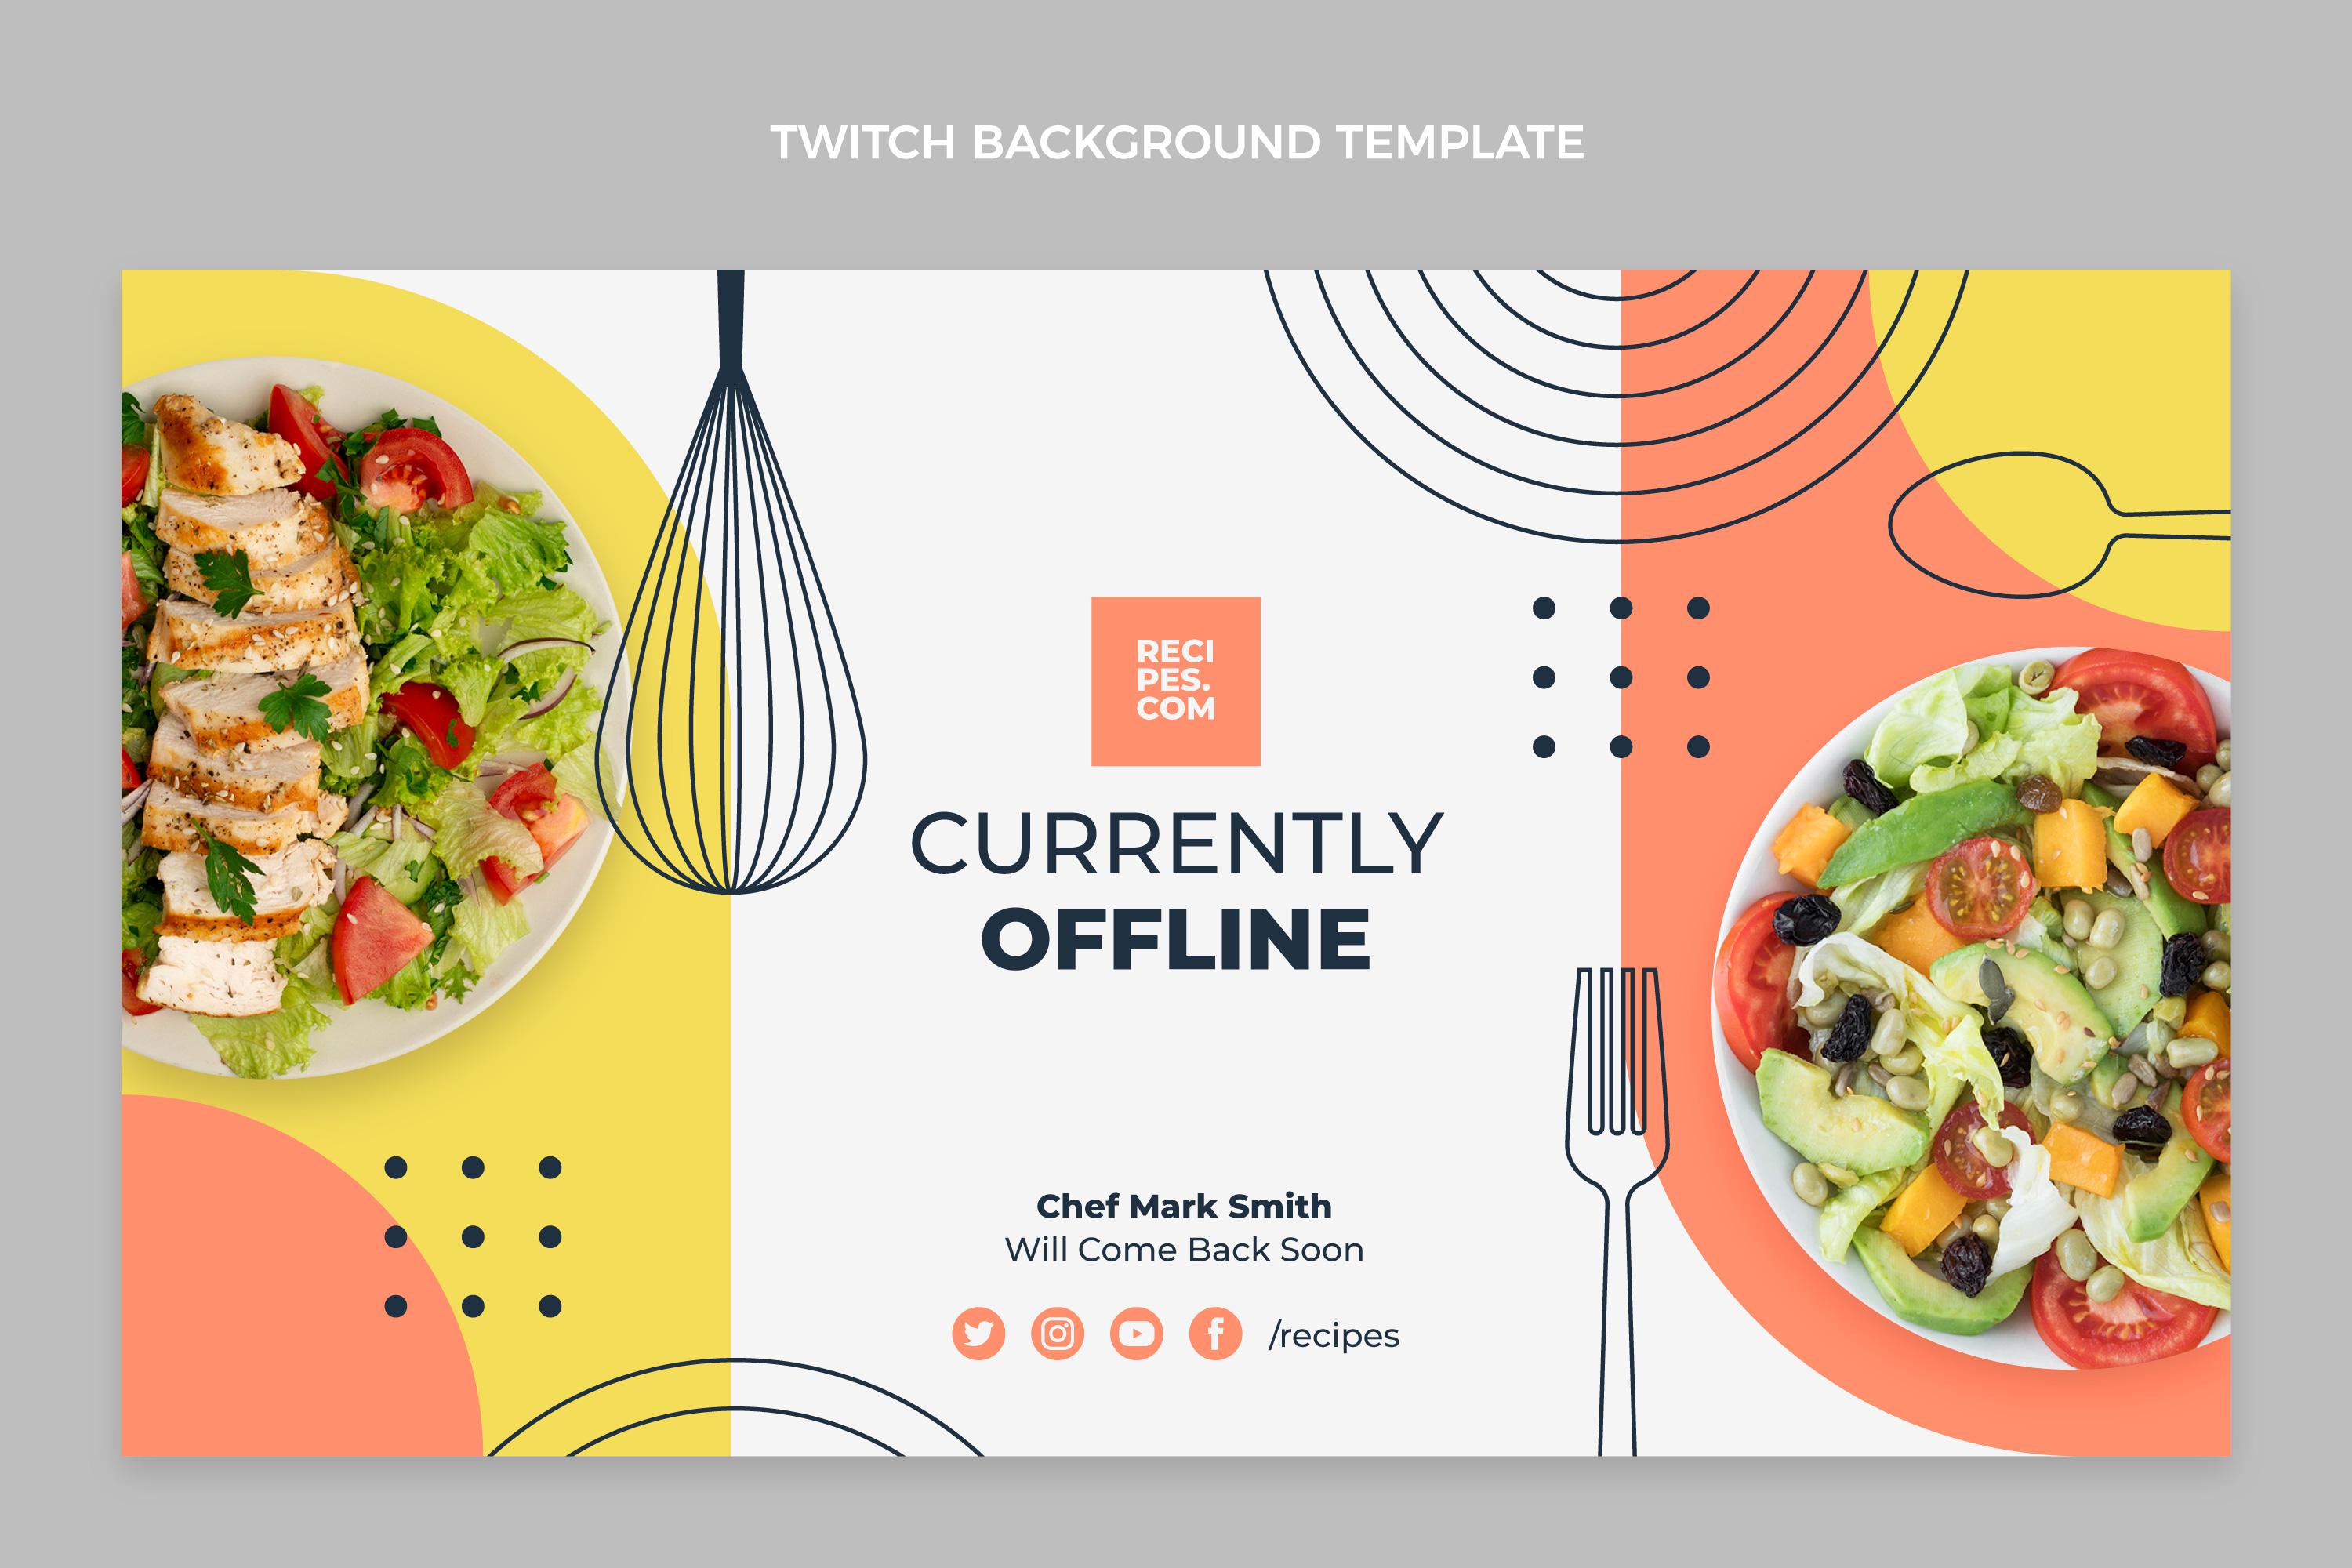 TWITCH BACKGROUND TEMPLATE
RECI
PES.
COM
CURRENTLY
OFFLINE
Chef Mark Smith
Will Come Back Soon
/recipes